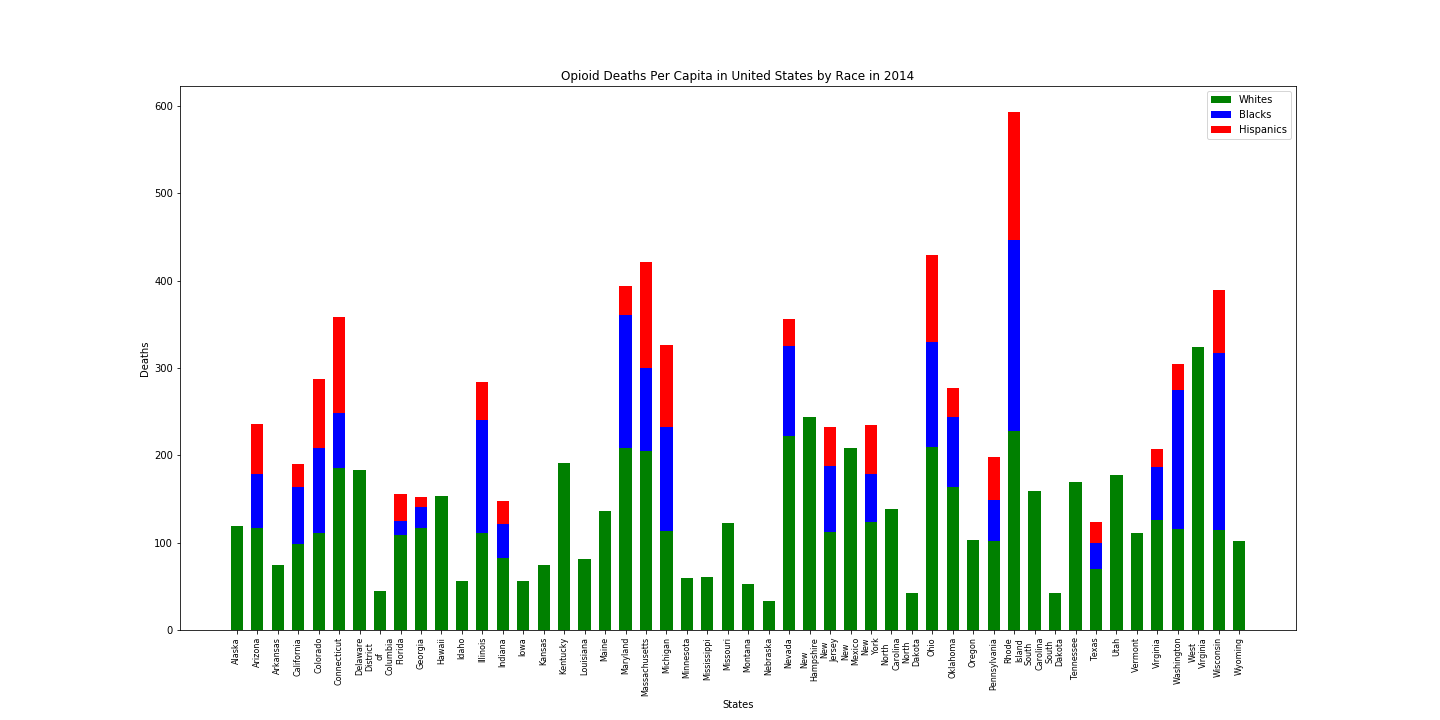 Opioid Deaths Per Capita in United States by Race in 2014
Whites
Blacks
Hispanics
600
500
400
300
200
100
0
Deaths
Alaska
Arizona
Arkansas
California
Colorado
Connecticut
Delaware
District
of
Columbia
Florida
Georgia
Hawaii
Idaho
Illinois
Indiana
Iowa
Kansas
Kentucky
Louisiana
Maine
Maryland
Massachusetts
Michigan
Minnesota
Mississippi
Missouri
Montana
Nebraska
Nevada
New
Hampshire
New
Jersey
New
Mexico
New
York
North
Carolina
North
Dakota
Ohio
Oklahoma
Oregon
Pennsylvania
Rhode
Island
South
Carolina
South
Dakota
Tennessee
Texas
Utah
Vermont
Virginia
Washington
West
Virginia
Wisconsin
Wyoming
States